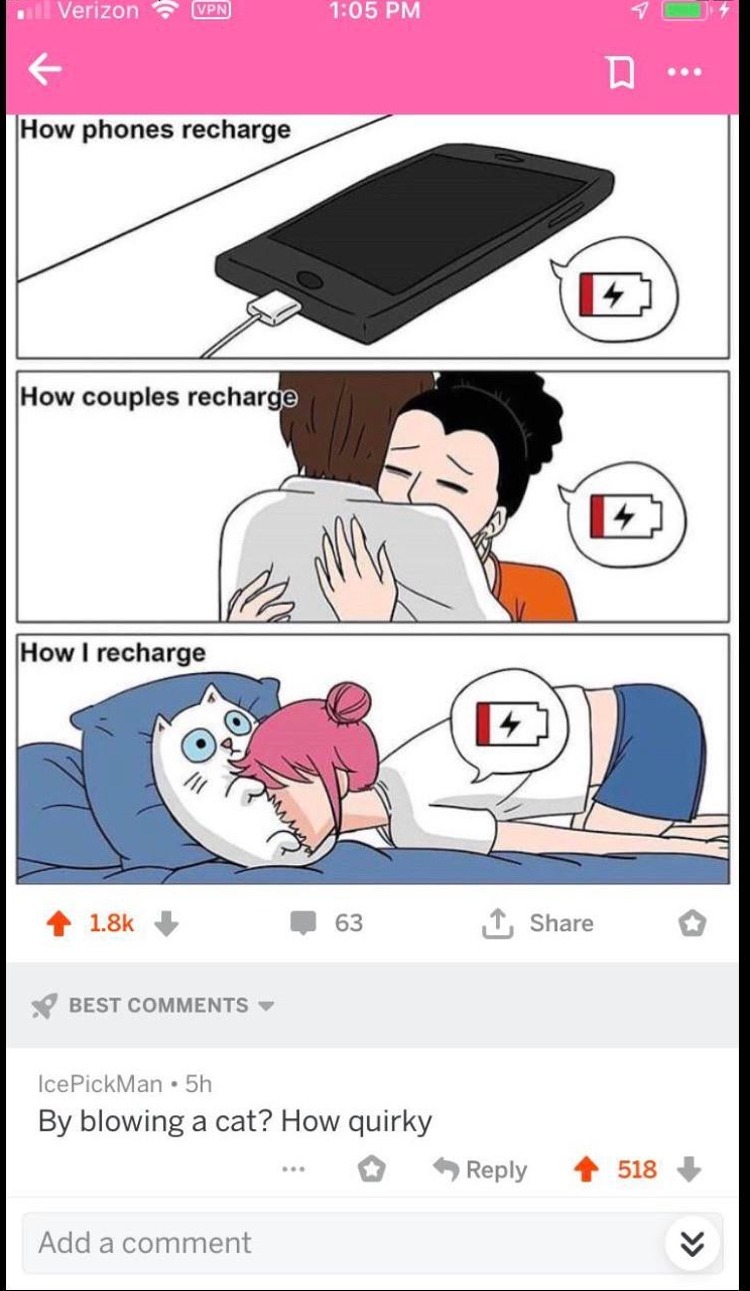 Verizon VPN 1:05 PM
How phones recharge
How couples recharge
How I recharge
1.8k 63 Share
BEST COMMENTS
IcePickMan • 5h
By blowing a cat? How quirky
... Reply 518
Add a comment